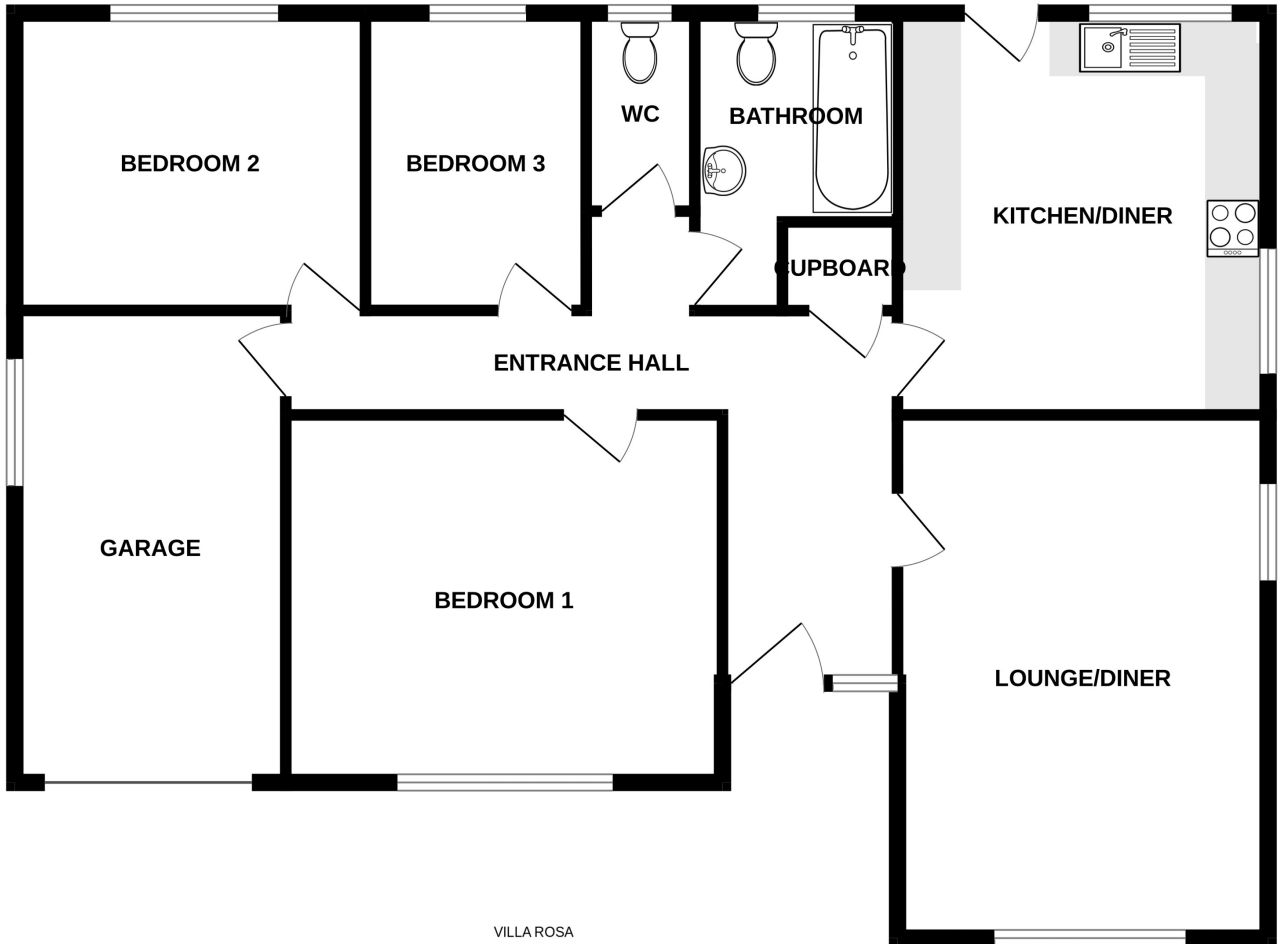 WC
BATHROOM
BEDROOM 2
BEDROOM 3
KITCHEN/DINER
CUPBOARD
ENTRANCE HALL
GARAGE
BEDROOM 1
LOUNGE/DINER
VILLA ROSA